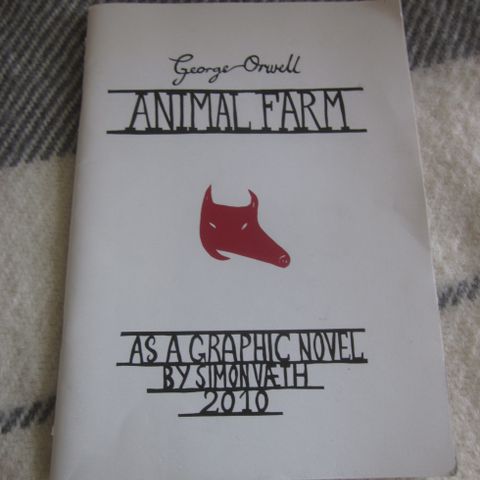 George Orwell
ANIMAL FARM
AS A GRAPHIC NOVEL
BY SIMON VÆTH
2010